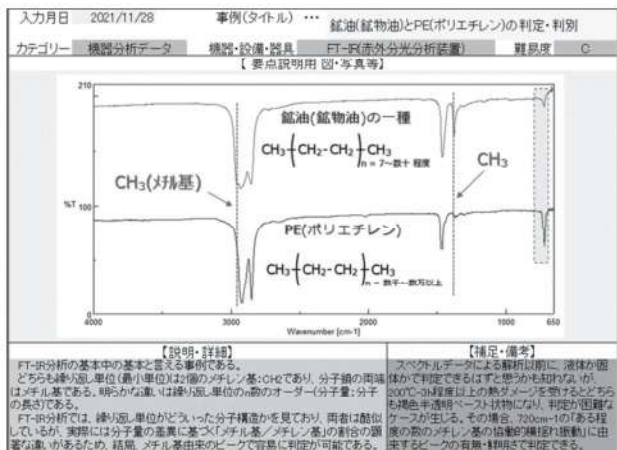 入力月日 2021/11/28 事例(タイトル) ・・・ 鉱油(鉱物油)とPE(ポリエチレン)の判定・判別
カテゴリー 機器分析データ 機器・設備・器具 FT-IR(赤外分光分析装置) 難易度 C
【 要点説明用 図・写真等】
210
鉱油(鉱物油)の一種
CH3-(CH2-CH2)-CH3
n = 7~数十 程度
CH3(メチル基)
CH3
%T
100
PE(ポリエチレン)
CH3-(CH2-CH2)-CH3
n = 数千~数万以上
0
4000 3000 2000 1000 650
Wavenumber [cm-1]
【説明・詳細】
FT-IR分析の基本中の基本と言える事例である。
どちらも繰り返し単位(最小単位)は2個のメチレン基:CH2であり、分子鎖の両端
はメチル基である。明らかな違いは繰り返し単位のn数のオーダー(分子量:分子
の長さ)である。
FT-IR分析では、繰り返し単位がどういった分子構造かを見ており、両者は酷似
しているが、実際には分子量の差異に基づく「メチル基/メチレン基」の割合の顕
著な違いがあるため、結局、メチル基由来のピークで容易に判定が可能である。
【補足・備考】
スペクトルデータによる解析以前に、液体か固
体かで判定できるはずと思うかも知れないが、
200℃-3H程度以上の熱ダメージを受けるとどちら
も褐色半透明ペースト状物になり、判定が困難な
ケースが生じる。その場合、720cm-1の「ある程
度の数のメチレン基の協働的横揺れ振動」に由
来するピークの有無・鮮明さで判定できる。